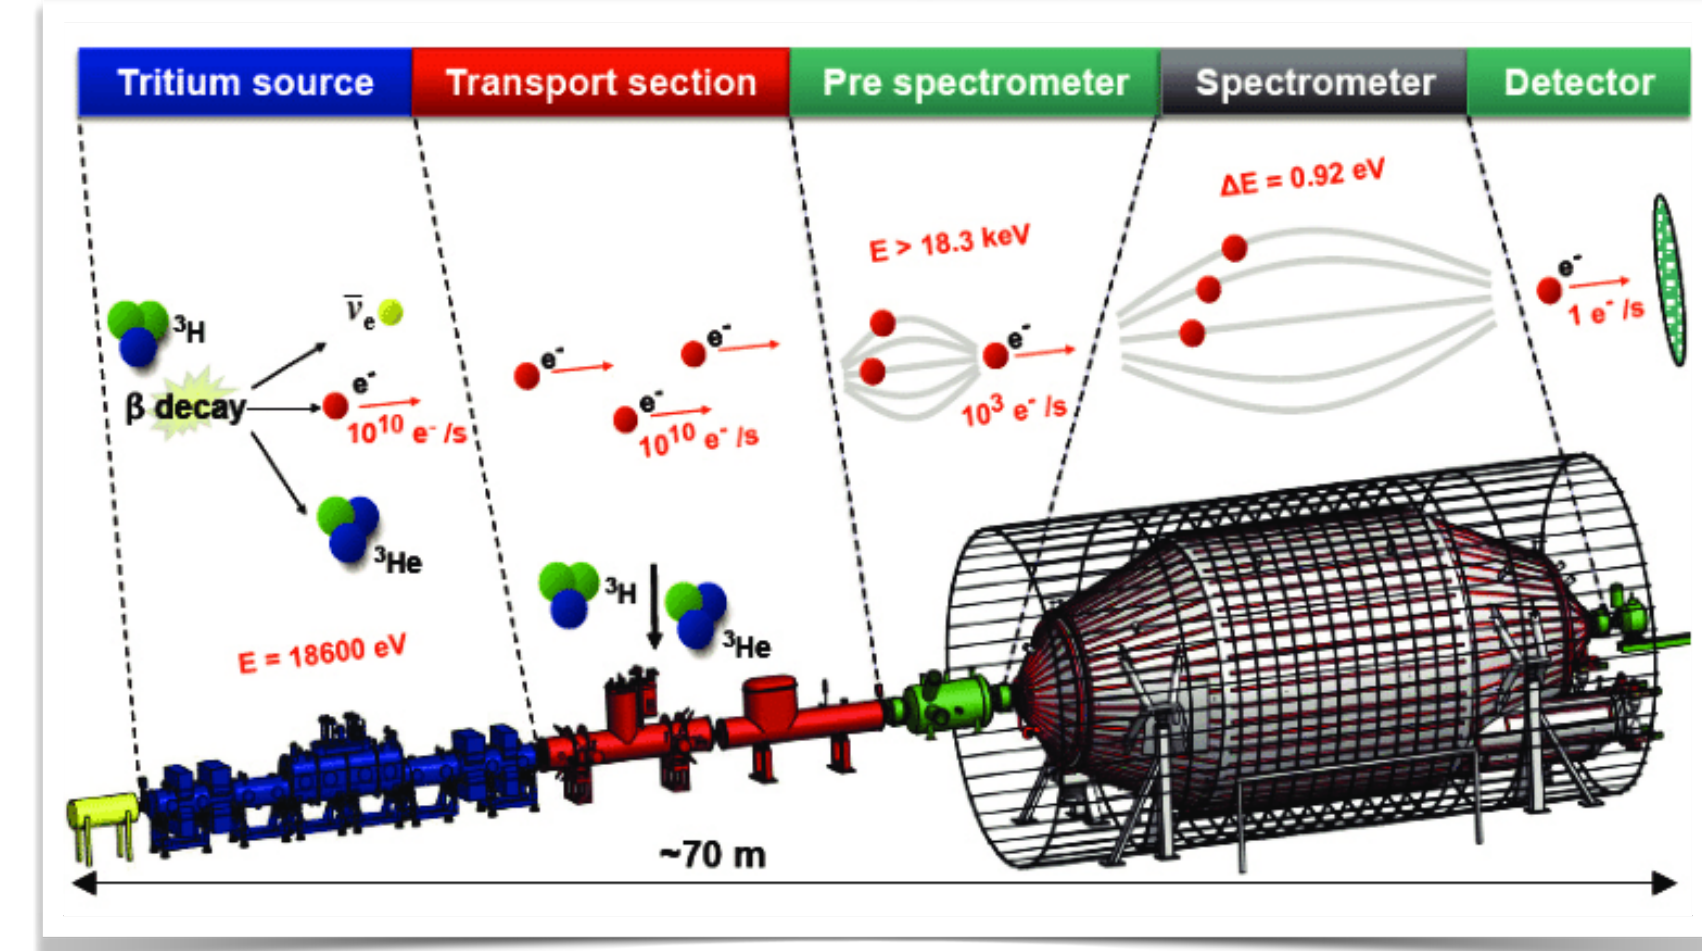 Tritium source
Transport section
Pre spectrometer
Spectrometer
Detector
ΔE = 0.92 eV
E > 18.3 keV
³H
ν̅e
β decay
e⁻
10¹⁰ e⁻/s
³He
E = 18600 eV
e⁻
e⁻
e⁻
10¹⁰ e⁻/s
³H
³He
e⁻
10³ e⁻/s
e⁻
1 e⁻/s
~70 m